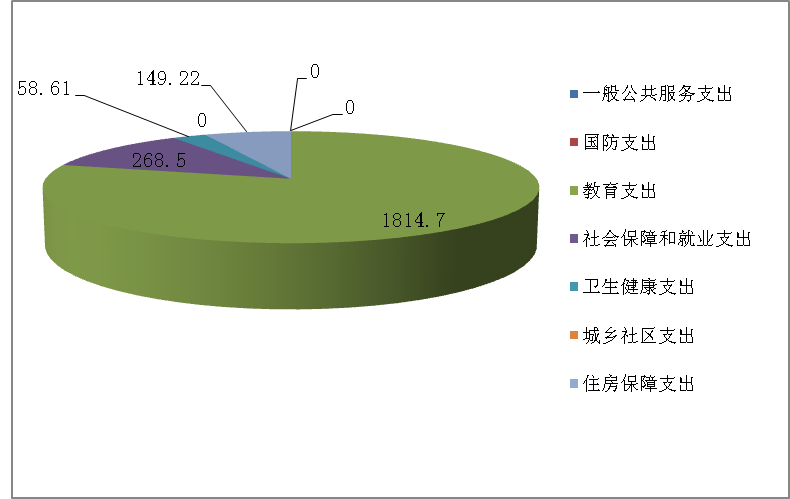 0
149.22
58.61
0
0
268.5
1814.7
一般公共服务支出
国防支出
教育支出
社会保障和就业支出
卫生健康支出
城乡社区支出
住房保障支出